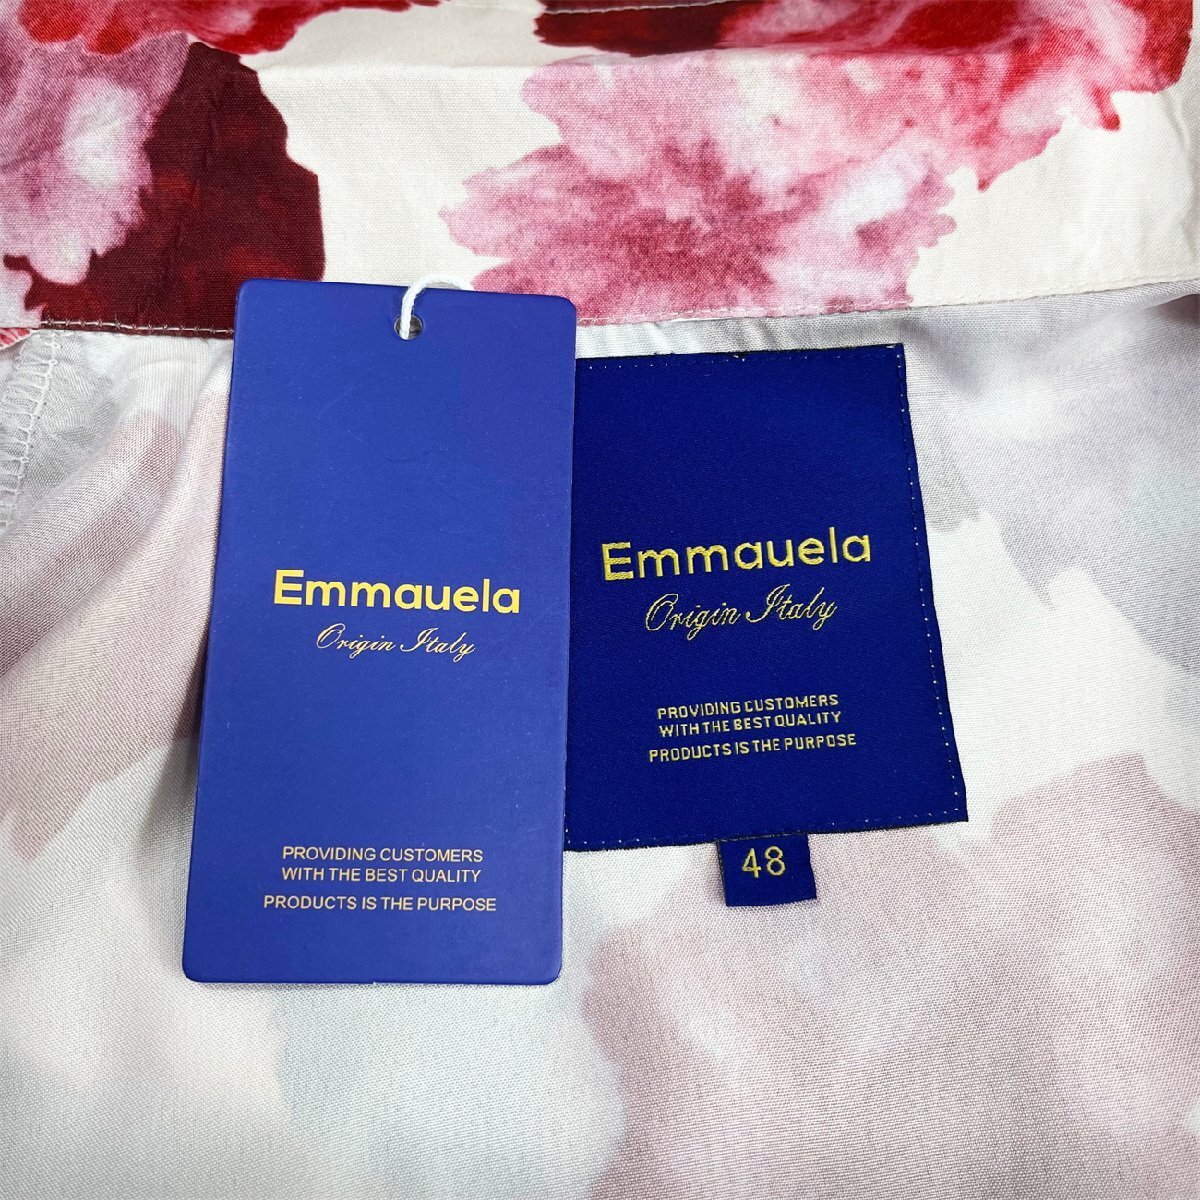 Emmauela
Origin Italy
PROVIDING CUSTOMERS
WITH THE BEST QUALITY
PRODUCTS IS THE PURPOSE
Emmauela
Origin Italy
PROVIDING CUSTOMERS
WITH THE BEST QUALITY
PRODUCTS IS THE PURPOSE
48